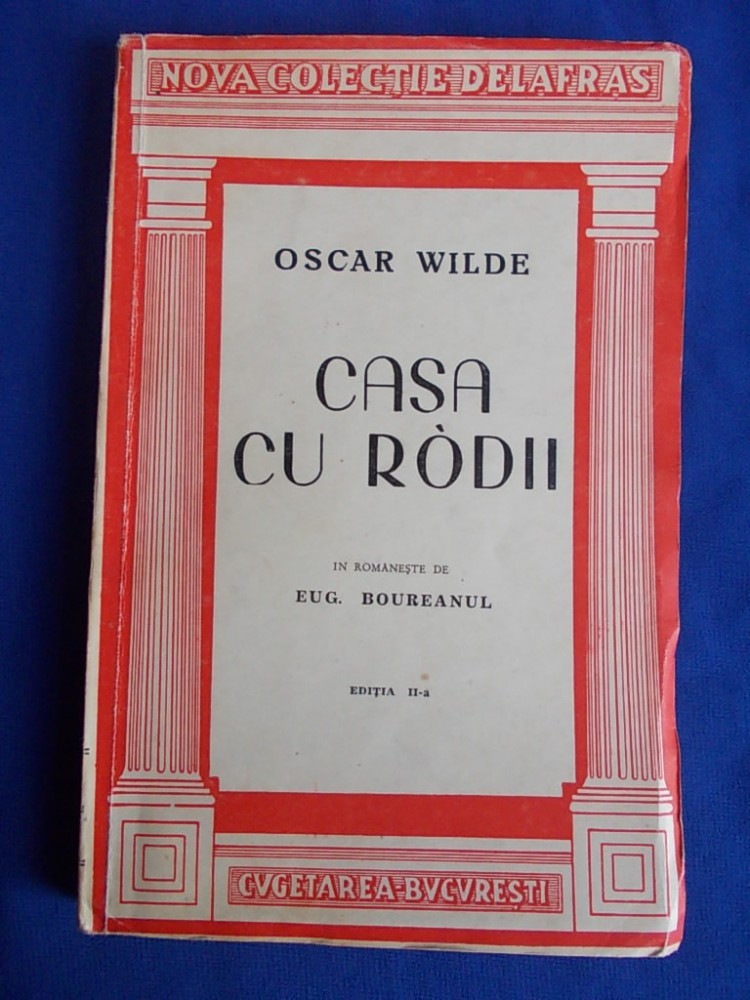 NOVA COLECȚIE DELAFRAS
OSCAR WILDE
CASA
CU RÒDII
IN ROMÂNEȘTE DE
EUG. BOUREANUL
EDIȚIA II-a
CVGETAREA-BVCVREȘTI